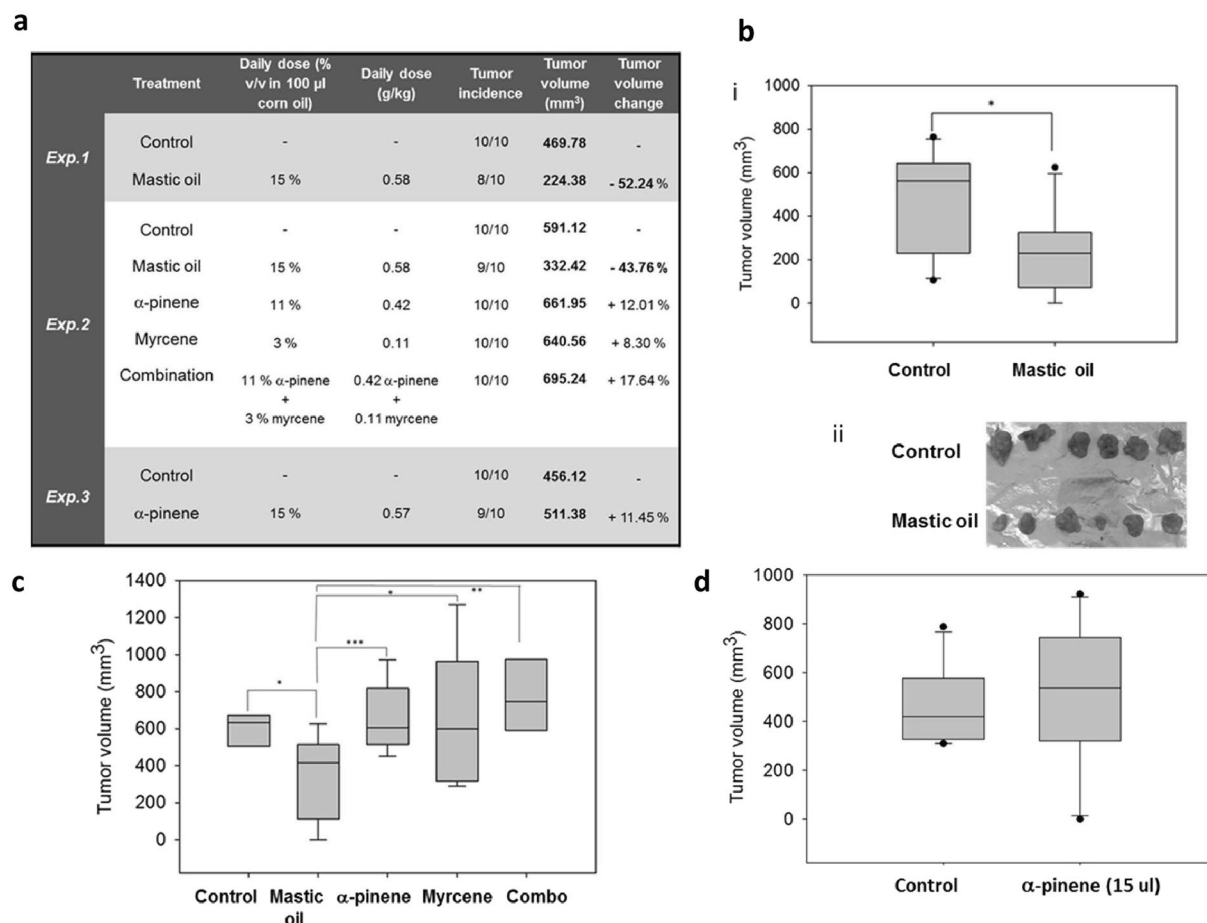 a
Treatment Daily dose (% v/v in 100 µl corn oil) Daily dose (g/kg) Tumor incidence Tumor volume (mm³) Tumor volume change
Exp.1
Control - - 10/10 469.78 -
Mastic oil 15 % 0.58 8/10 224.38 - 52.24 %
Exp.2
Control - - 10/10 591.12 -
Mastic oil 15 % 0.58 9/10 332.42 - 43.76 %
α-pinene 11 % 0.42 10/10 661.95 + 12.01 %
Myrcene 3 % 0.11 10/10 640.56 + 8.30 %
Combination 11 % α-pinene + 3 % myrcene 0.42 α-pinene + 0.11 myrcene 10/10 695.24 + 17.64 %
Exp.3
Control - - 10/10 456.12 -
α-pinene 15 % 0.57 9/10 511.38 + 11.45 %
b
i
Tumor volume (mm³)
1000
800
600
400
200
0
*
Control Mastic oil
ii
Control
Mastic oil
c
Tumor volume (mm³)
1400
1200
1000
800
600
400
200
0
*
***
*
**
Control Mastic oil α-pinene Myrcene Combo
d
Tumor volume (mm³)
1000
800
600
400
200
0
Control α-pinene (15 ul)